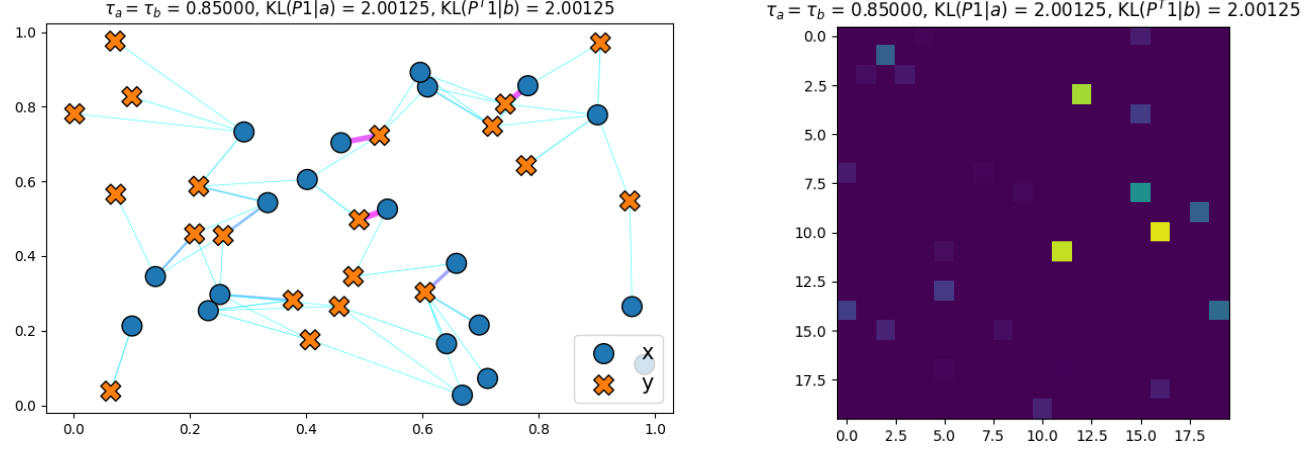 τₐ = τ_b = 0.85000, KL(P1|a) = 2.00125, KL(Pᵀ1|b) = 2.00125
1.0
0.8
0.6
0.4
0.2
0.0
0.0 0.2 0.4 0.6 0.8 1.0
x
y
τₐ = τ_b = 0.85000, KL(P1|a) = 2.00125, KL(Pᵀ1|b) = 2.00125
0.0
2.5
5.0
7.5
10.0
12.5
15.0
17.5
0.0 2.5 5.0 7.5 10.0 12.5 15.0 17.5